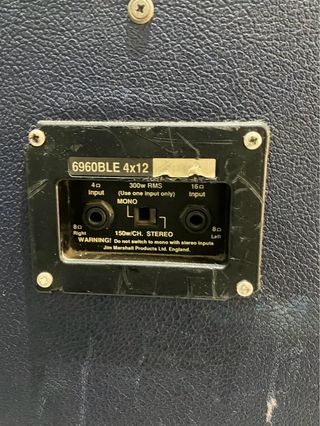 6960BLE 4x12
4Ω 300w RMS 16Ω
Input (Use one input only) Input
MONO
8Ω 8Ω
Right 150w/CH. STEREO Left
WARNING! Do not switch to mono with stereo inputs
Jim Marshall Products Ltd. England.